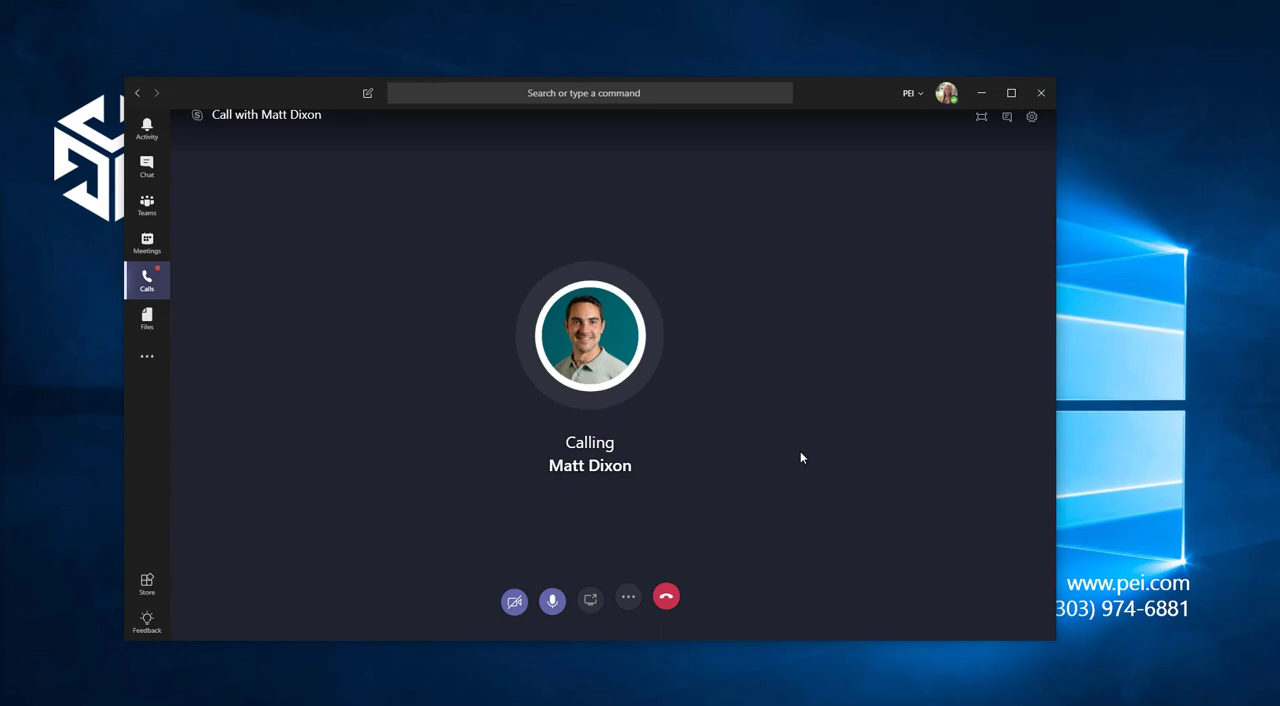 Search or type a command
PEI
Call with Matt Dixon
Activity
Chat
Teams
Meetings
Calls
Files
Calling
Matt Dixon
Store
Feedback
www.pei.com
303) 974-6881